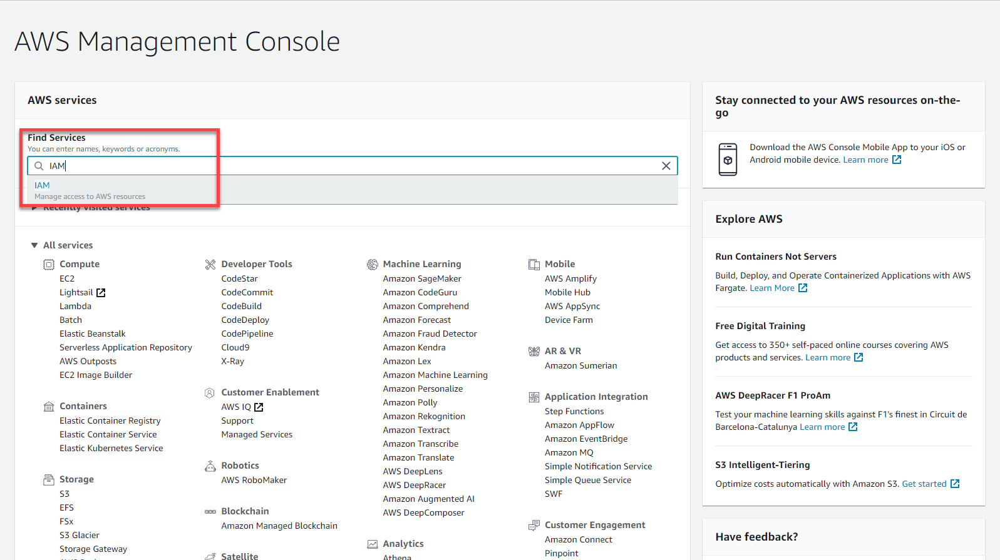 AWS Management Console
AWS services
Find Services
You can enter names, keywords or acronyms.
IAM
IAM
Manage access to AWS resources
Recently visited services
All services
Compute
EC2
Lightsail
Lambda
Batch
Elastic Beanstalk
Serverless Application Repository
AWS Outposts
EC2 Image Builder
Containers
Elastic Container Registry
Elastic Container Service
Elastic Kubernetes Service
Storage
S3
EFS
FSx
S3 Glacier
Storage Gateway
Developer Tools
CodeStar
CodeCommit
CodeBuild
CodeDeploy
CodePipeline
Cloud9
X-Ray
Customer Enablement
AWS IQ
Support
Managed Services
Robotics
AWS RoboMaker
Blockchain
Amazon Managed Blockchain
Satellite
Machine Learning
Amazon SageMaker
Amazon CodeGuru
Amazon Comprehend
Amazon Forecast
Amazon Fraud Detector
Amazon Kendra
Amazon Lex
Amazon Machine Learning
Amazon Personalize
Amazon Polly
Amazon Rekognition
Amazon Textract
Amazon Transcribe
Amazon Translate
AWS DeepLens
AWS DeepRacer
Amazon Augmented AI
AWS DeepComposer
Analytics
Athena
Mobile
AWS Amplify
Mobile Hub
AWS AppSync
Device Farm
AR & VR
Amazon Sumerian
Application Integration
Step Functions
Amazon AppFlow
Amazon EventBridge
Amazon MQ
Simple Notification Service
Simple Queue Service
SWF
Customer Engagement
Amazon Connect
Pinpoint
Stay connected to your AWS resources on-the-
go
Download the AWS Console Mobile App to your iOS or
Android mobile device. Learn more
Explore AWS
Run Containers Not Servers
Build, Deploy, and Operate Containerized Applications with AWS
Fargate. Learn More
Free Digital Training
Get access to 350+ self-paced online courses covering AWS
products and services. Learn more
AWS DeepRacer F1 ProAm
Test your machine learning skills against F1's finest in Circuit de
Barcelona-Catalunya Learn more
S3 Intelligent-Tiering
Optimize costs automatically with Amazon S3. Get started
Have feedback?